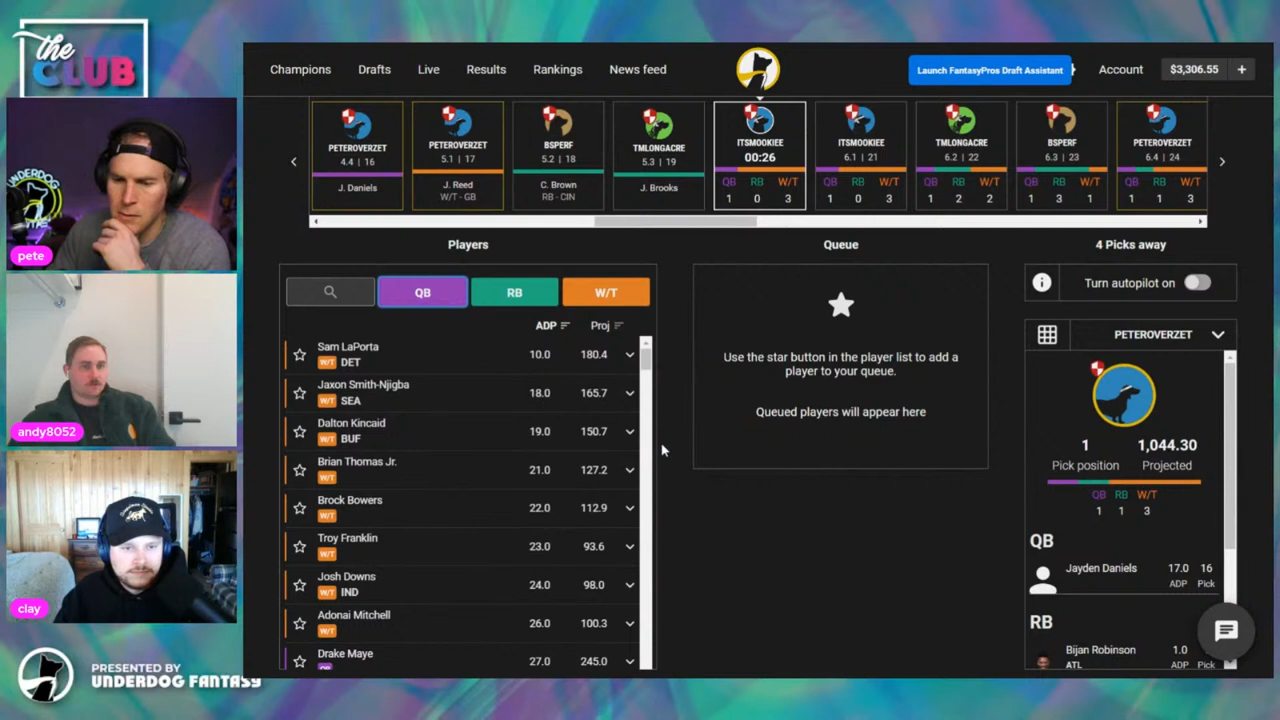 the
CLUB
pete
andy8052
clay
PRESENTED BY
UNDERDOG FANTASY
Champions Drafts Live Results Rankings News feed
Launch FantasyPros Draft Assistant
Account $3,306.55 +
PETEROVERZET
4.4 | 16
J. Daniels
PETEROVERZET
5.1 | 17
J. Reed
W/T - GB
BSPERF
5.2 | 18
C. Brown
RB - CIN
TMLONGACRE
5.3 | 19
J. Brooks
ITSMOOKIEE
00:26
QB RB W/T
1 0 3
ITSMOOKIEE
6.1 | 21
QB RB W/T
1 0 3
TMLONGACRE
6.2 | 22
QB RB W/T
1 2 2
BSPERF
6.3 | 23
QB RB W/T
1 3 1
PETEROVERZET
6.4 | 24
QB RB W/T
1 1 3
Players
QB RB W/T
ADP Proj
Sam LaPorta
W/T DET
10.0 180.4
Jaxon Smith-Njigba
W/T SEA
18.0 165.7
Dalton Kincaid
W/T BUF
19.0 150.7
Brian Thomas Jr.
W/T
21.0 127.2
Brock Bowers
W/T
22.0 112.9
Troy Franklin
W/T
23.0 93.6
Josh Downs
W/T IND
24.0 98.0
Adonai Mitchell
W/T
26.0 100.3
Drake Maye
QB
27.0 245.0
Queue
Use the star button in the player list to add a
player to your queue.
Queued players will appear here
4 Picks away
Turn autopilot on
PETEROVERZET
1 1,044.30
Pick position Projected
QB RB W/T
1 1 3
QB
Jayden Daniels 17.0 16
ADP Pick
RB
Bijan Robinson 1.0
ATL ADP Pick